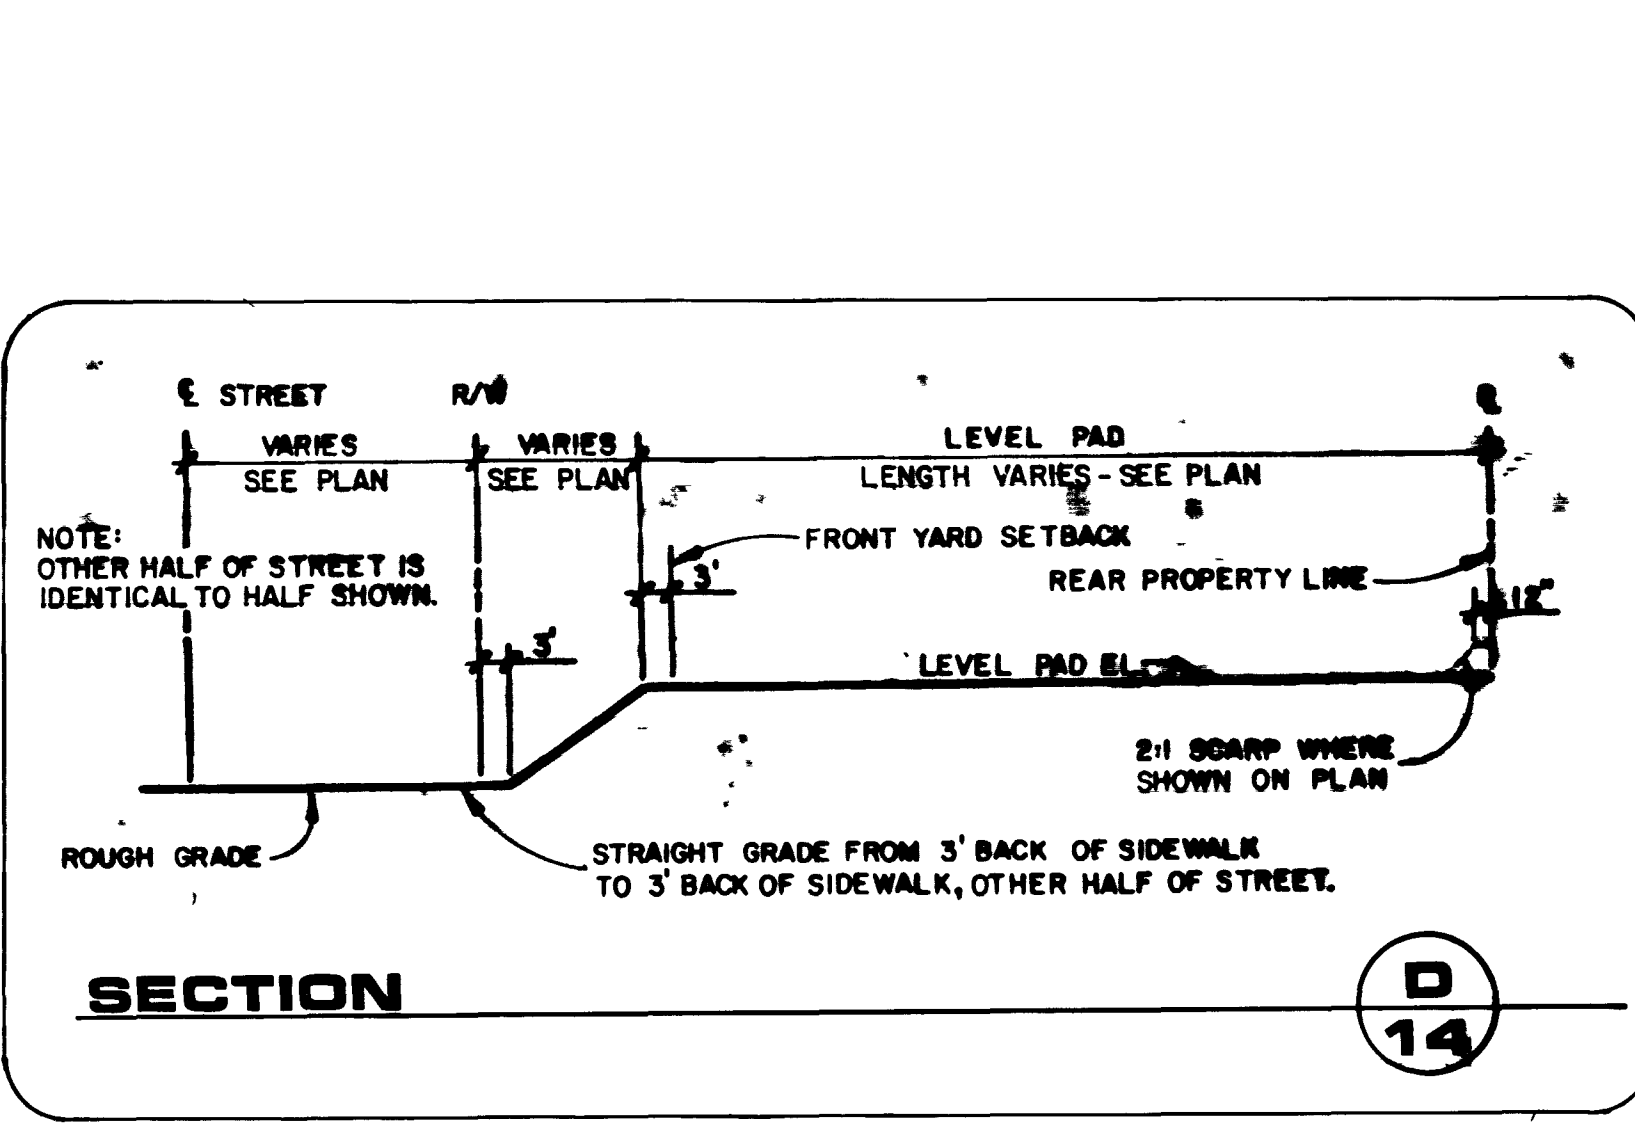 ℄ STREET
R/W
℄
VARIES
SEE PLAN
VARIES
SEE PLAN
LEVEL PAD
LENGTH VARIES - SEE PLAN
NOTE:
OTHER HALF OF STREET IS
IDENTICAL TO HALF SHOWN.
FRONT YARD SETBACK
3'
REAR PROPERTY LINE
12"
3'
LEVEL PAD EL.
2:1 SCARP WHERE
SHOWN ON PLAN
ROUGH GRADE
STRAIGHT GRADE FROM 3' BACK OF SIDEWALK
TO 3' BACK OF SIDEWALK, OTHER HALF OF STREET.
SECTION
D
14